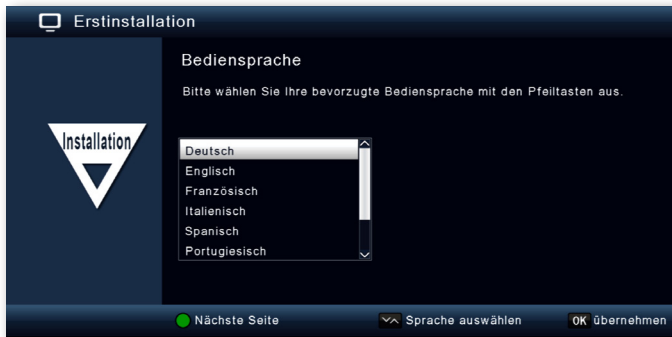 Erstinstallation
Bediensprache
Bitte wählen Sie Ihre bevorzugte Bediensprache mit den Pfeiltasten aus.
Installation
Deutsch
Englisch
Französisch
Italienisch
Spanisch
Portugiesisch
Nächste Seite
Sprache auswählen
OK übernehmen